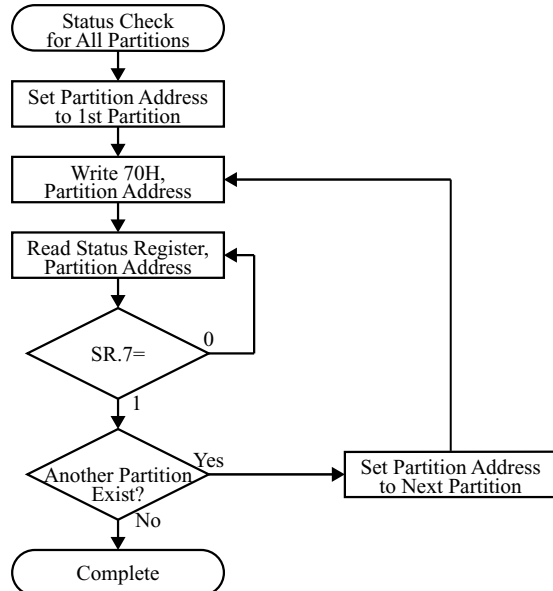 Status Check
for All Partitions
Set Partition Address
to 1st Partition
Write 70H,
Partition Address
Read Status Register,
Partition Address
SR.7=
0
1
Another Partition
Exist?
Yes
No
Set Partition Address
to Next Partition
Complete